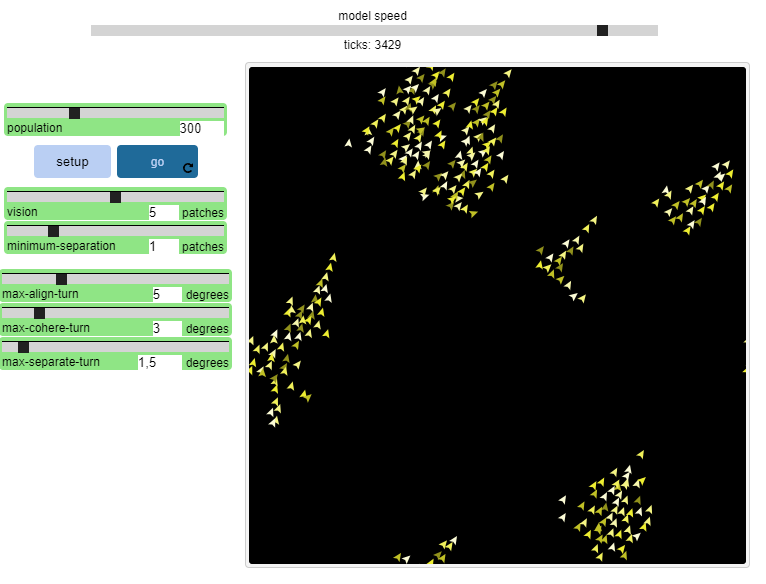 model speed
ticks: 3429
population 300
setup go
vision 5 patches
minimum-separation 1 patches
max-align-turn 5 degrees
max-cohere-turn 3 degrees
max-separate-turn 1,5 degrees